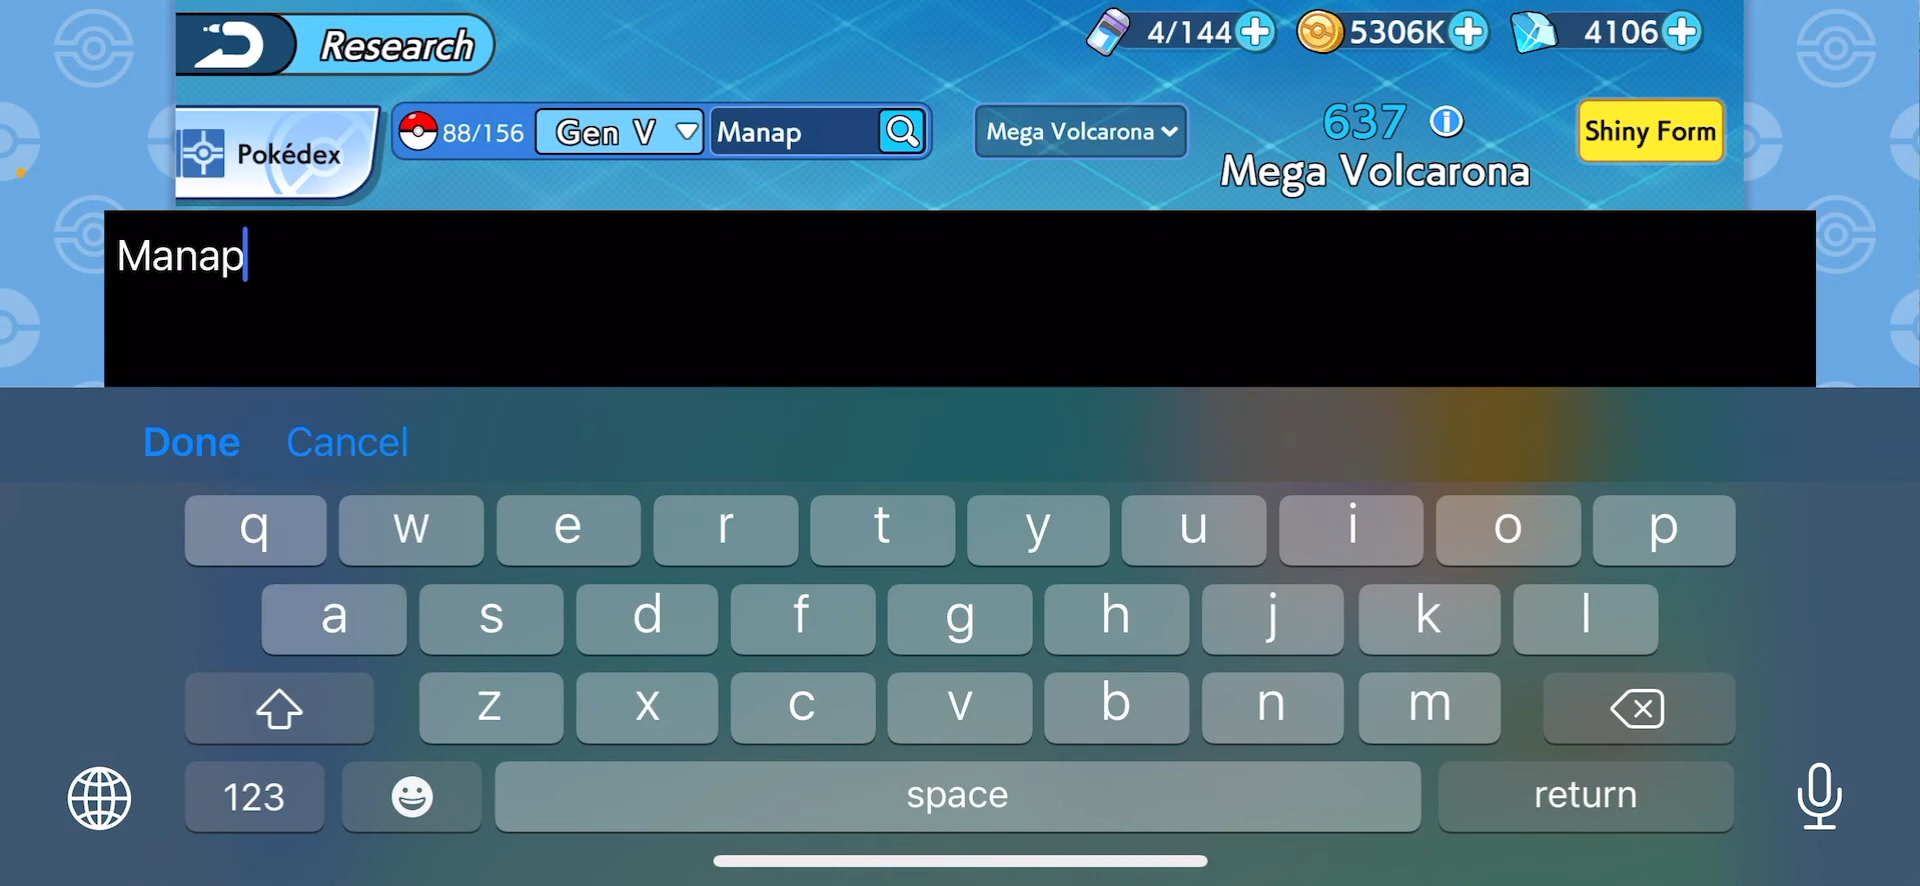 Research
4/144
5306K
4106
Pokédex
88/156
Gen V
Manap
Mega Volcarona
637
Mega Volcarona
Shiny Form
Manap
Done
Cancel
q w e r t y u i o p
a s d f g h j k l
z x c v b n m
123
space
return